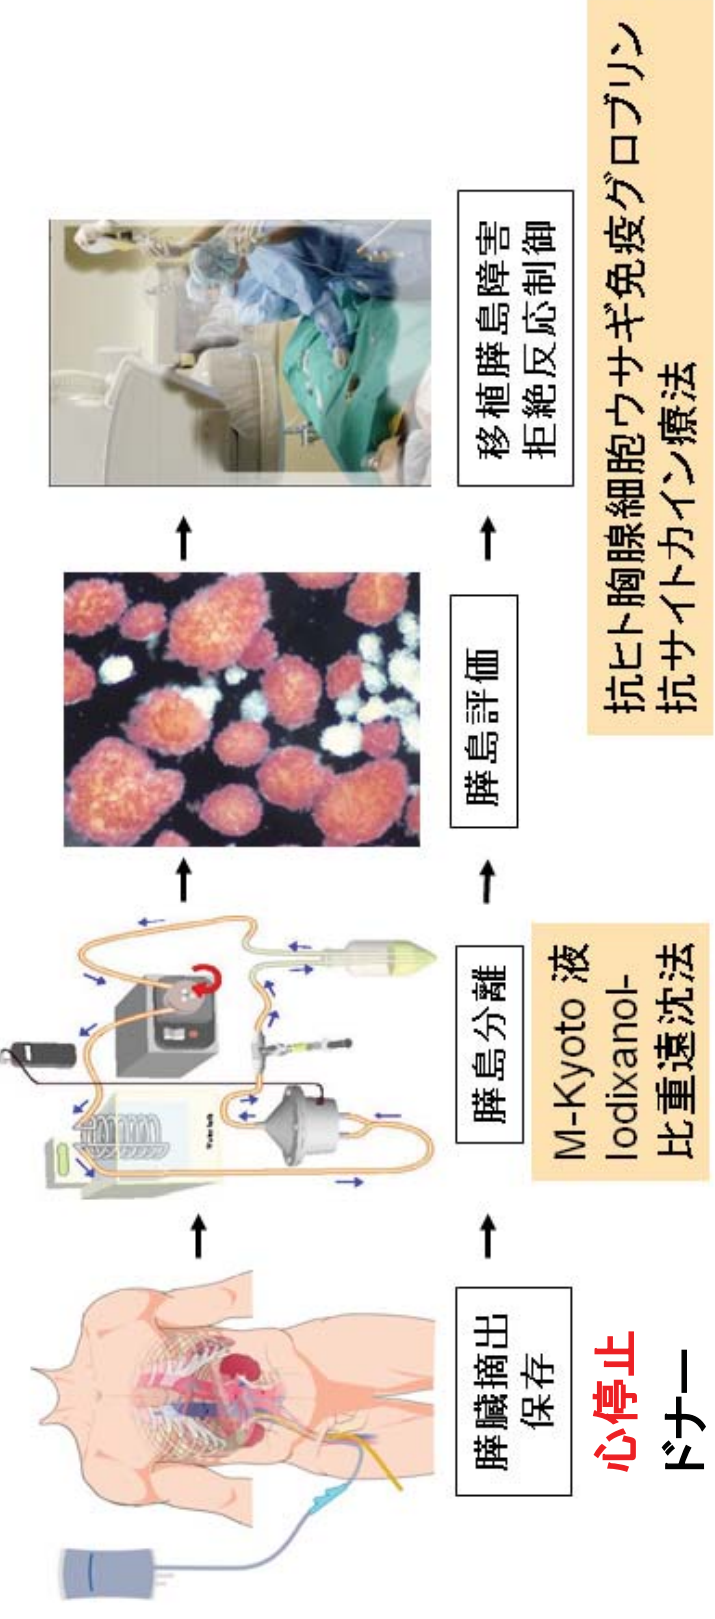 膵臓摘出
保存
心停止
ドナー
膵島分離
M-Kyoto 液
Iodixanol-
比重遠沈法
膵島評価
移植膵島障害
拒絶反応制御
抗ヒト胸腺細胞ウサギ免疫グロブリン
抗サイトカイン療法